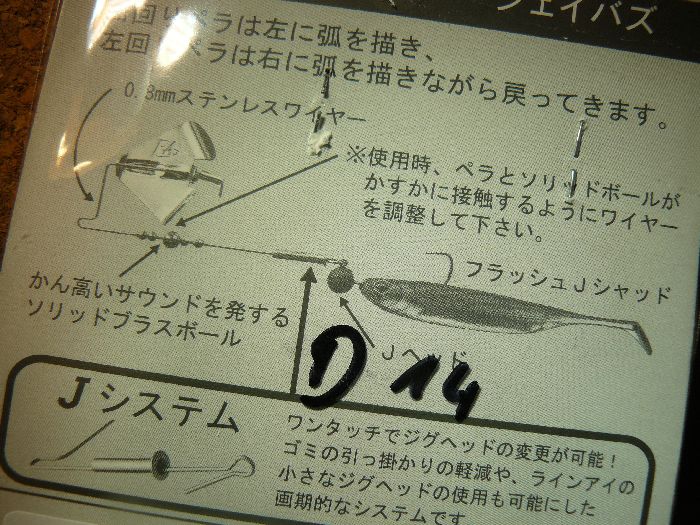 ェイバズ
右回りペラは左に弧を描き、
左回りペラは右に弧を描きながら戻ってきます。
0.8mmステンレスワイヤー
※使用時、ペラとソリッドボールが
かすかに接触するようにワイヤー
を調整して下さい。
フラッシュJシャッド
かん高いサウンドを発する
ソリッドブラスボール
Jヘッド
D 14
Jシステム
ワンタッチでジグヘッドの変更が可能！
ゴミの引っ掛かりの軽減や、ラインアイの
小さなジグヘッドの使用も可能にした
画期的なシステムです